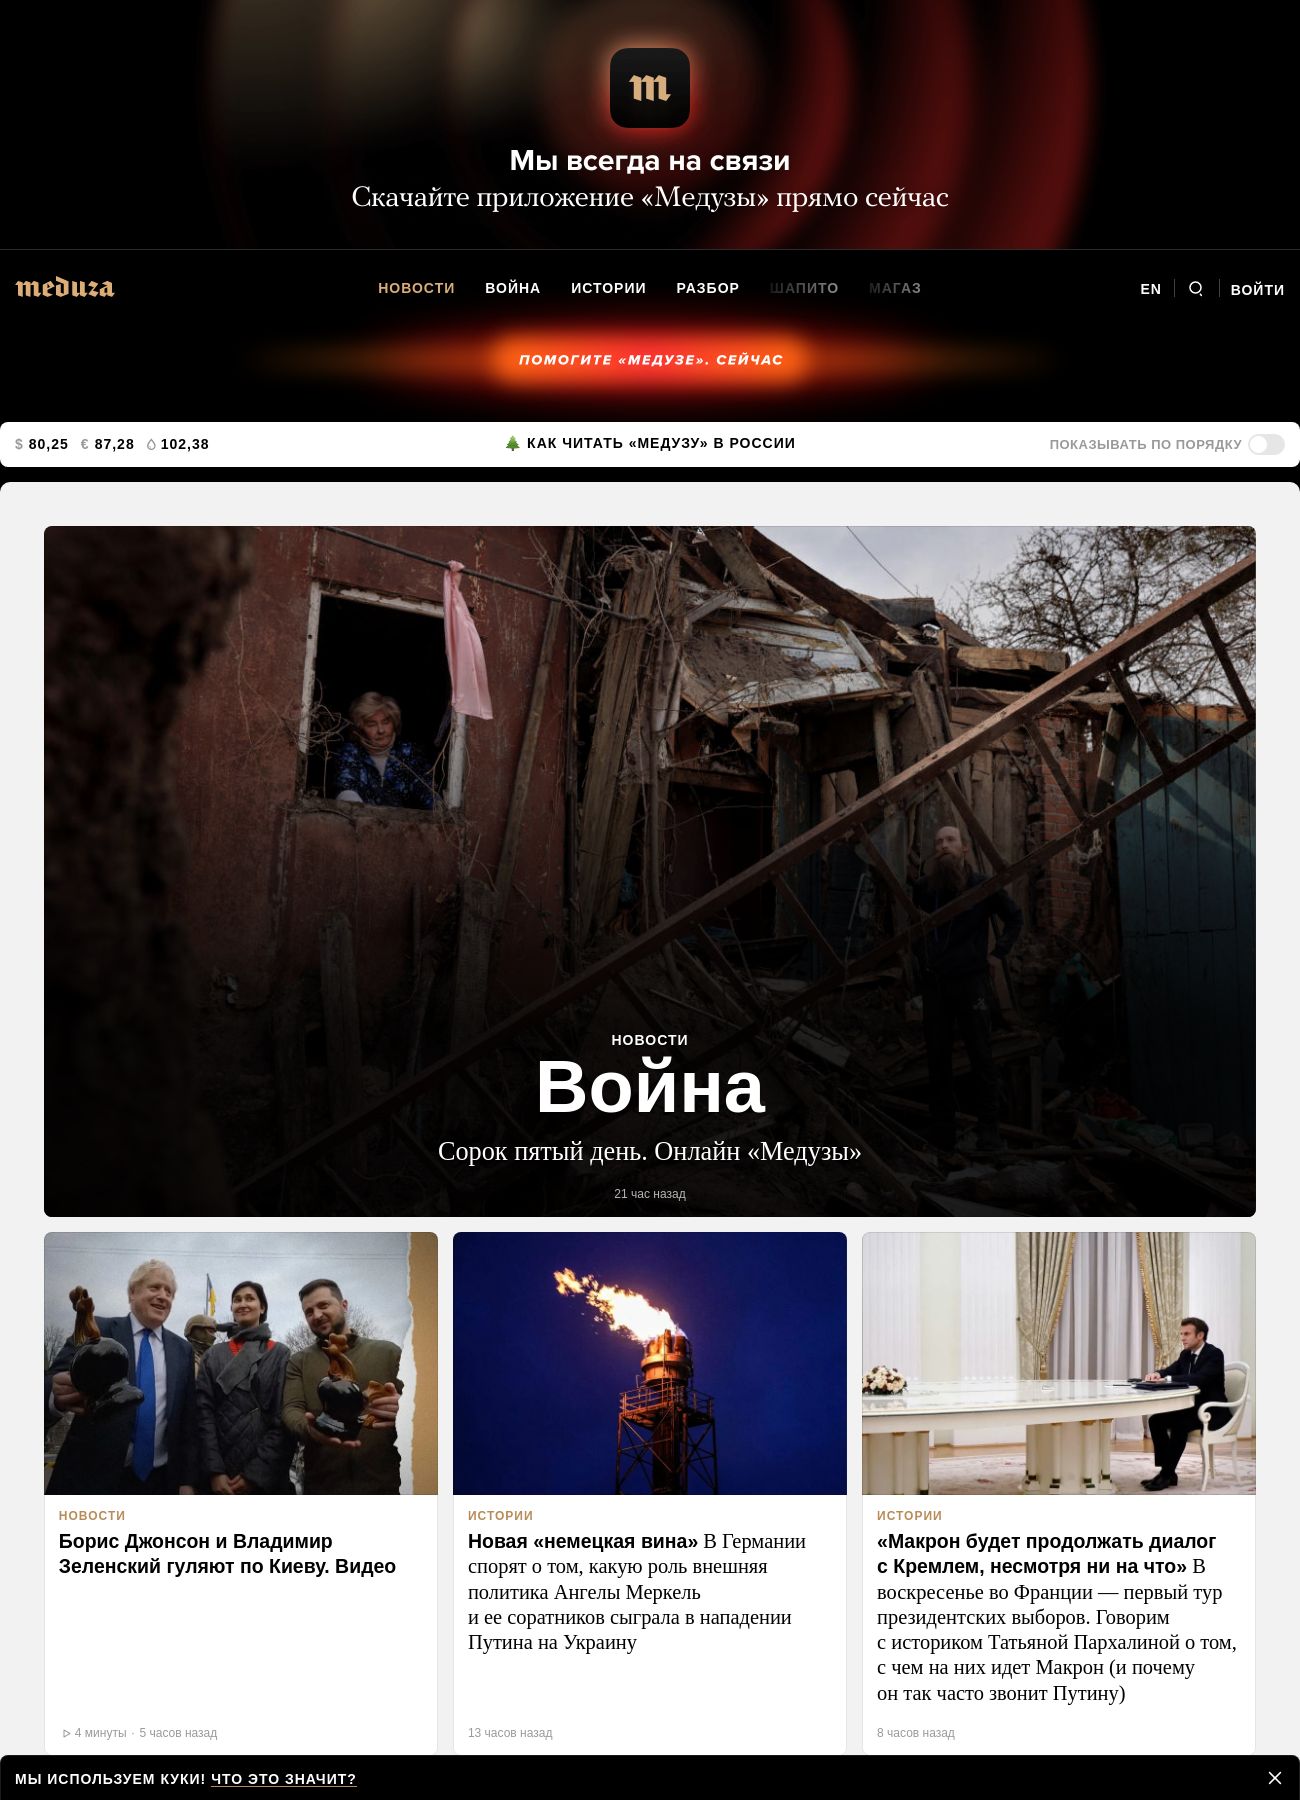 m
Мы всегда на связи
Скачайте приложение «Медузы» прямо сейчас
meduza
НОВОСТИ ВОЙНА ИСТОРИИ РАЗБОР ШАПИТО МАГАЗ
EN ВОЙТИ
ПОМОГИТЕ «МЕДУЗЕ». СЕЙЧАС
$ 80,25 € 87,28 102,38
КАК ЧИТАТЬ «МЕДУЗУ» В РОССИИ
ПОКАЗЫВАТЬ ПО ПОРЯДКУ
НОВОСТИ
Война
Сорок пятый день. Онлайн «Медузы»
21 час назад
НОВОСТИ
Борис Джонсон и Владимир
Зеленский гуляют по Киеву. Видео
4 минуты · 5 часов назад
ИСТОРИИ
Новая «немецкая вина» В Германии
спорят о том, какую роль внешняя
политика Ангелы Меркель
и ее соратников сыграла в нападении
Путина на Украину
13 часов назад
ИСТОРИИ
«Макрон будет продолжать диалог
с Кремлем, несмотря ни на что» В
воскресенье во Франции — первый тур
президентских выборов. Говорим
с историком Татьяной Пархалиной о том,
с чем на них идет Макрон (и почему
он так часто звонит Путину)
8 часов назад
МЫ ИСПОЛЬЗУЕМ КУКИ! ЧТО ЭТО ЗНАЧИТ?